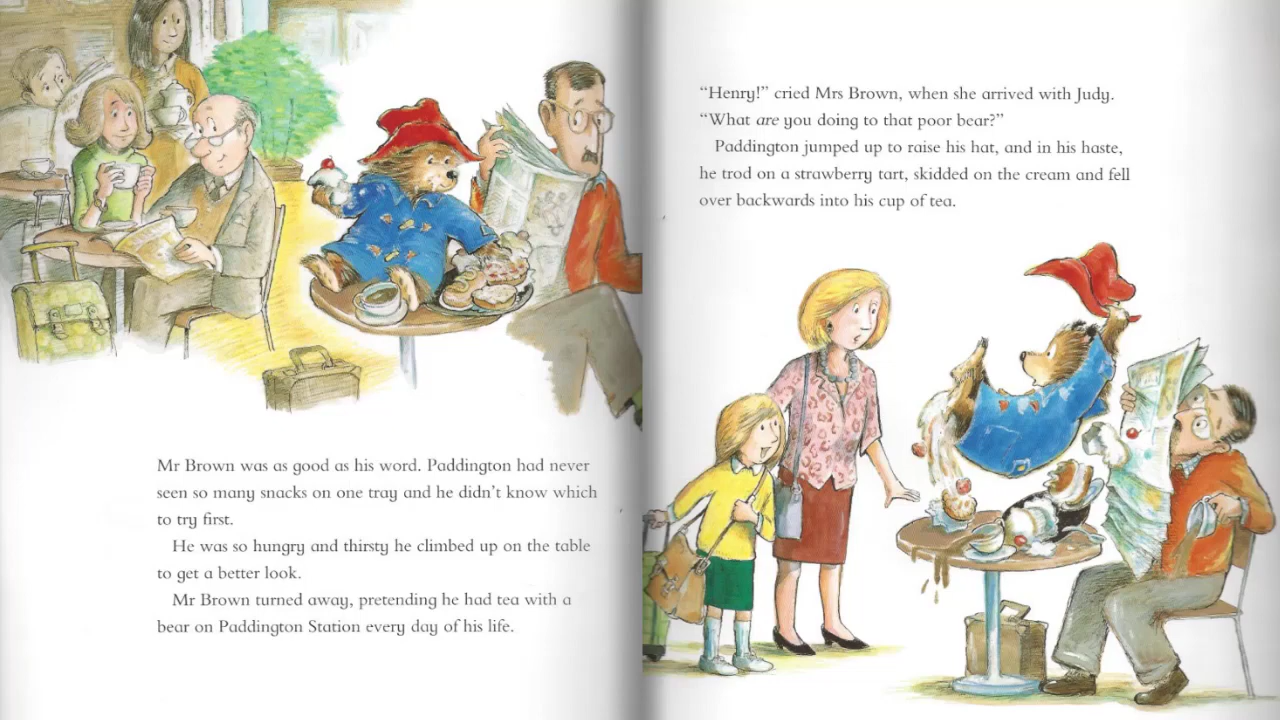 Mr Brown was as good as his word. Paddington had never
seen so many snacks on one tray and he didn't know which
to try first.
He was so hungry and thirsty he climbed up on the table
to get a better look.
Mr Brown turned away, pretending he had tea with a
bear on Paddington Station every day of his life.
“Henry!” cried Mrs Brown, when she arrived with Judy.
“What are you doing to that poor bear?”
Paddington jumped up to raise his hat, and in his haste,
he trod on a strawberry tart, skidded on the cream and fell
over backwards into his cup of tea.